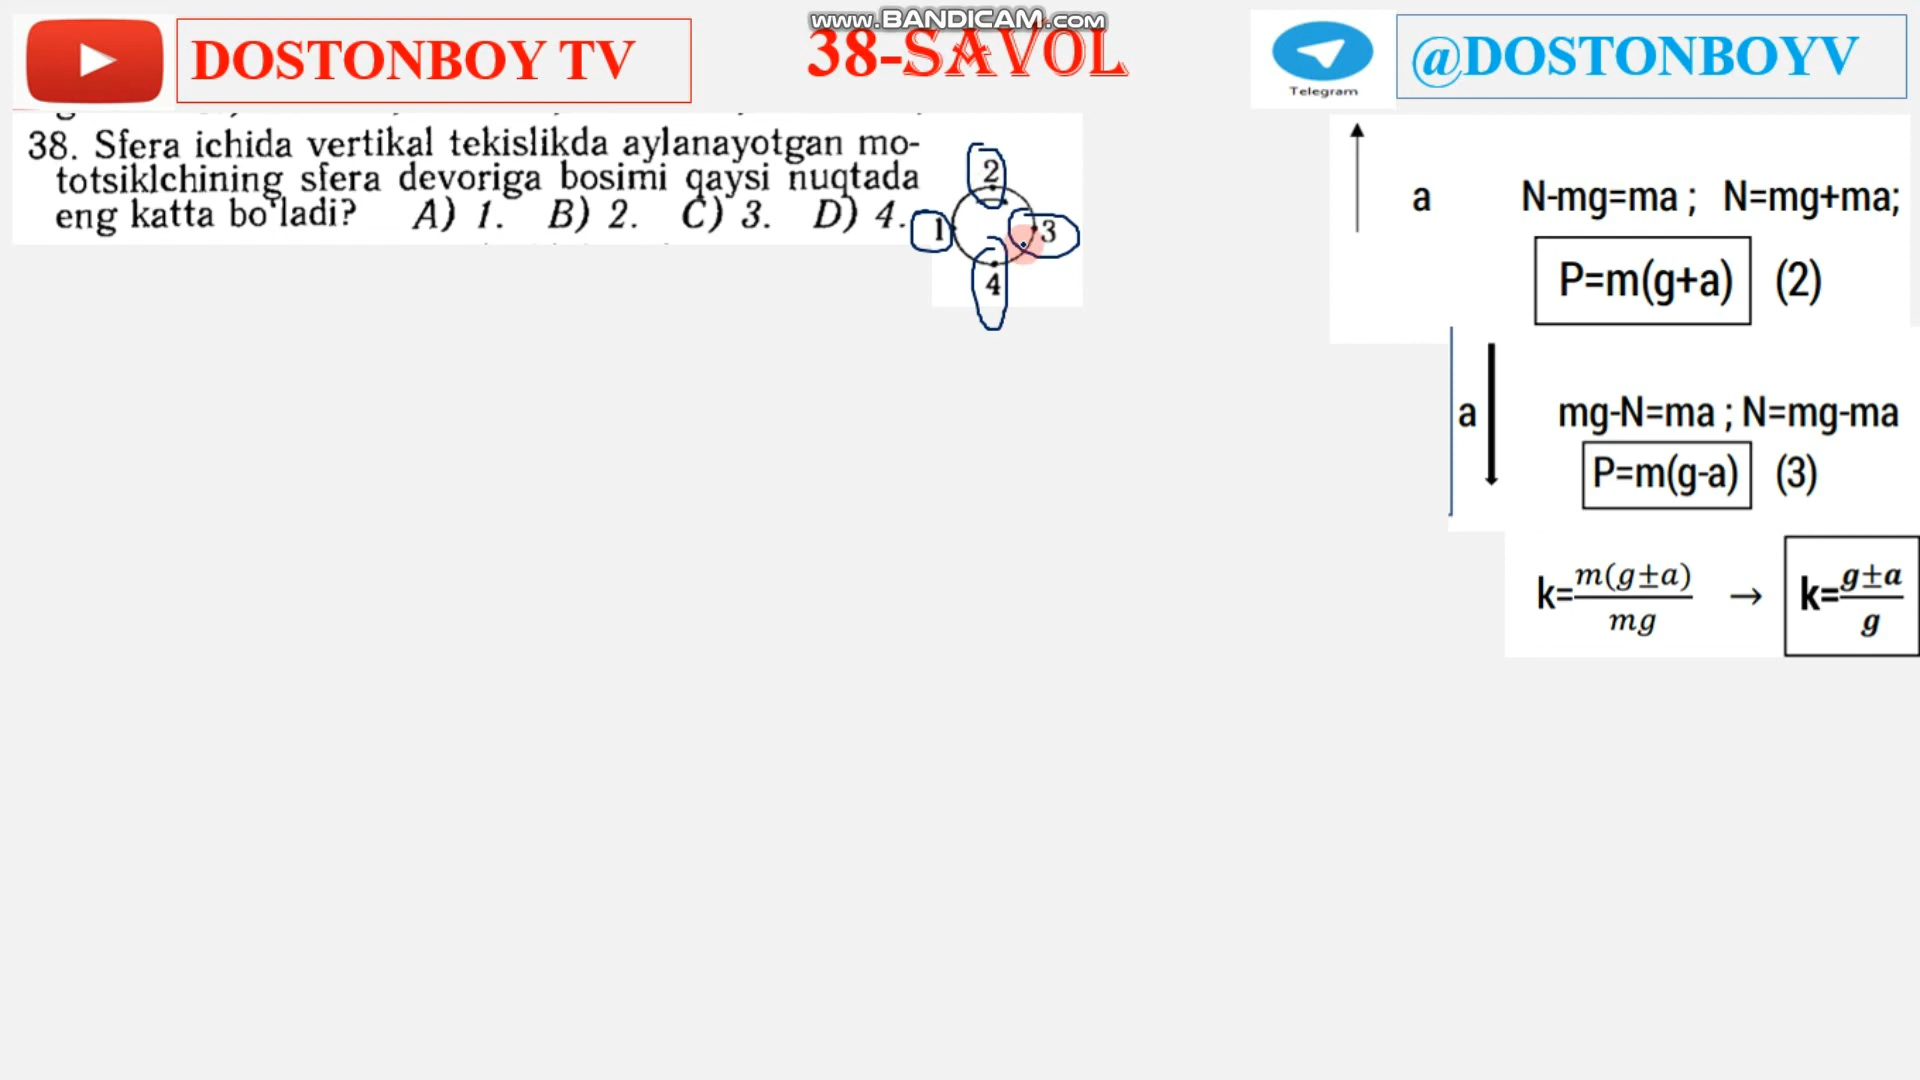 www.BANDICAM.com
DOSTONBOY TV
38-SAVOL
Telegram
@DOSTONBOYV
38. Sfera ichida vertikal tekislikda aylanayotgan mo-
totsiklchining sfera devoriga bosimi qaysi nuqtada
eng katta bo'ladi? A) 1. B) 2. C) 3. D) 4.
2
1
3
4
a N-mg=ma ; N=mg+ma;
P=m(g+a) (2)
a mg-N=ma ; N=mg-ma
P=m(g-a) (3)
k=m(g±a)/mg → k=g±a/g